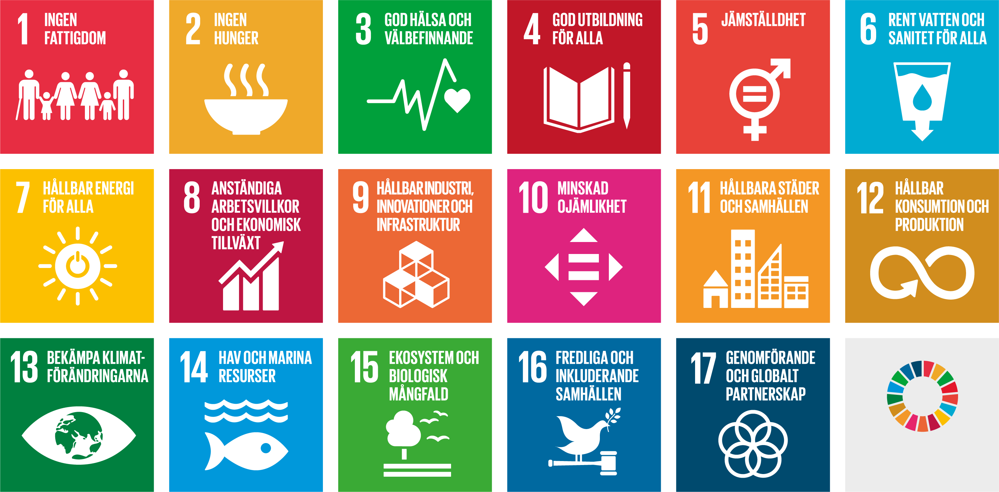 1
INGEN
FATTIGDOM
2
INGEN
HUNGER
3
GOD HÄLSA OCH
VÄLBEFINNANDE
4
GOD UTBILDNING
FÖR ALLA
5
JÄMSTÄLLDHET
6
RENT VATTEN OCH
SANITET FÖR ALLA
7
HÅLLBAR ENERGI
FÖR ALLA
8
ANSTÄNDIGA
ARBETSVILLKOR
OCH EKONOMISK
TILLVÄXT
9
HÅLLBAR INDUSTRI,
INNOVATIONER OCH
INFRASTRUKTUR
10
MINSKAD
OJÄMLIKHET
11
HÅLLBARA STÄDER
OCH SAMHÄLLEN
12
HÅLLBAR
KONSUMTION OCH
PRODUKTION
13
BEKÄMPA KLIMAT-
FÖRÄNDRINGARNA
14
HAV OCH MARINA
RESURSER
15
EKOSYSTEM OCH
BIOLOGISK
MÅNGFALD
16
FREDLIGA OCH
INKLUDERANDE
SAMHÄLLEN
17
GENOMFÖRANDE
OCH GLOBALT
PARTNERSKAP